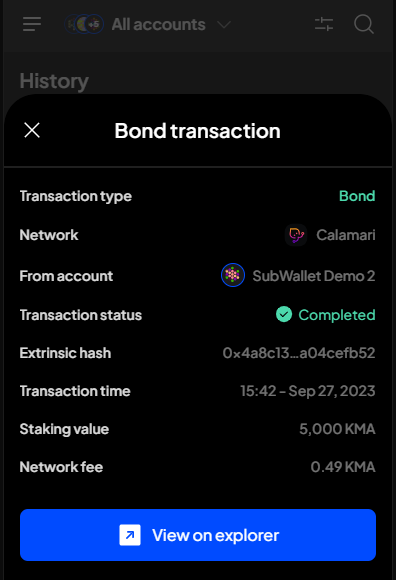 +5 All accounts
History
Bond transaction
Transaction type Bond
Network Calamari
From account SubWallet Demo 2
Transaction status Completed
Extrinsic hash 0x4a8c13...a04cefb52
Transaction time 15:42 - Sep 27, 2023
Staking value 5,000 KMA
Network fee 0.49 KMA
View on explorer